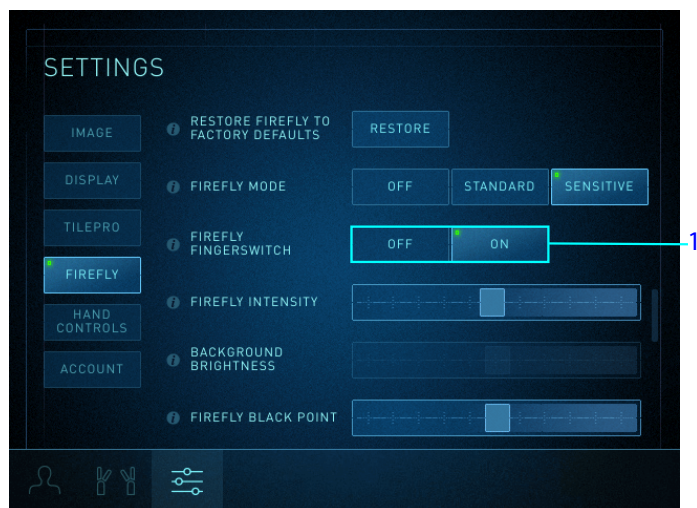 SETTINGS
IMAGE
DISPLAY
TILEPRO
FIREFLY
HAND
CONTROLS
ACCOUNT
RESTORE FIREFLY TO
FACTORY DEFAULTS
RESTORE
FIREFLY MODE
OFF
STANDARD
SENSITIVE
FIREFLY
FINGERSWITCH
OFF
ON
1
FIREFLY INTENSITY
BACKGROUND
BRIGHTNESS
FIREFLY BLACK POINT